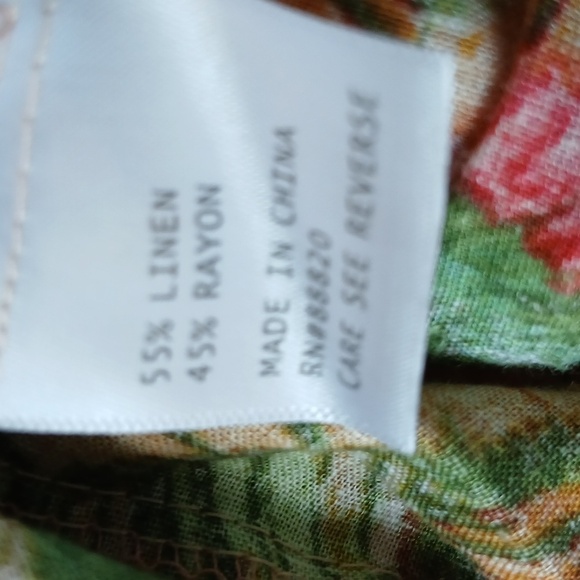 55% LINEN
45% RAYON
MADE IN CHINA
RN#88820
CARE SEE REVERSE